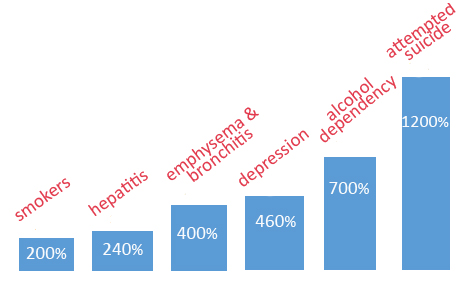 smokers
200%
hepatitis
240%
emphysema &
bronchitis
400%
depression
460%
alcohol
dependency
700%
attempted
suicide
1200%